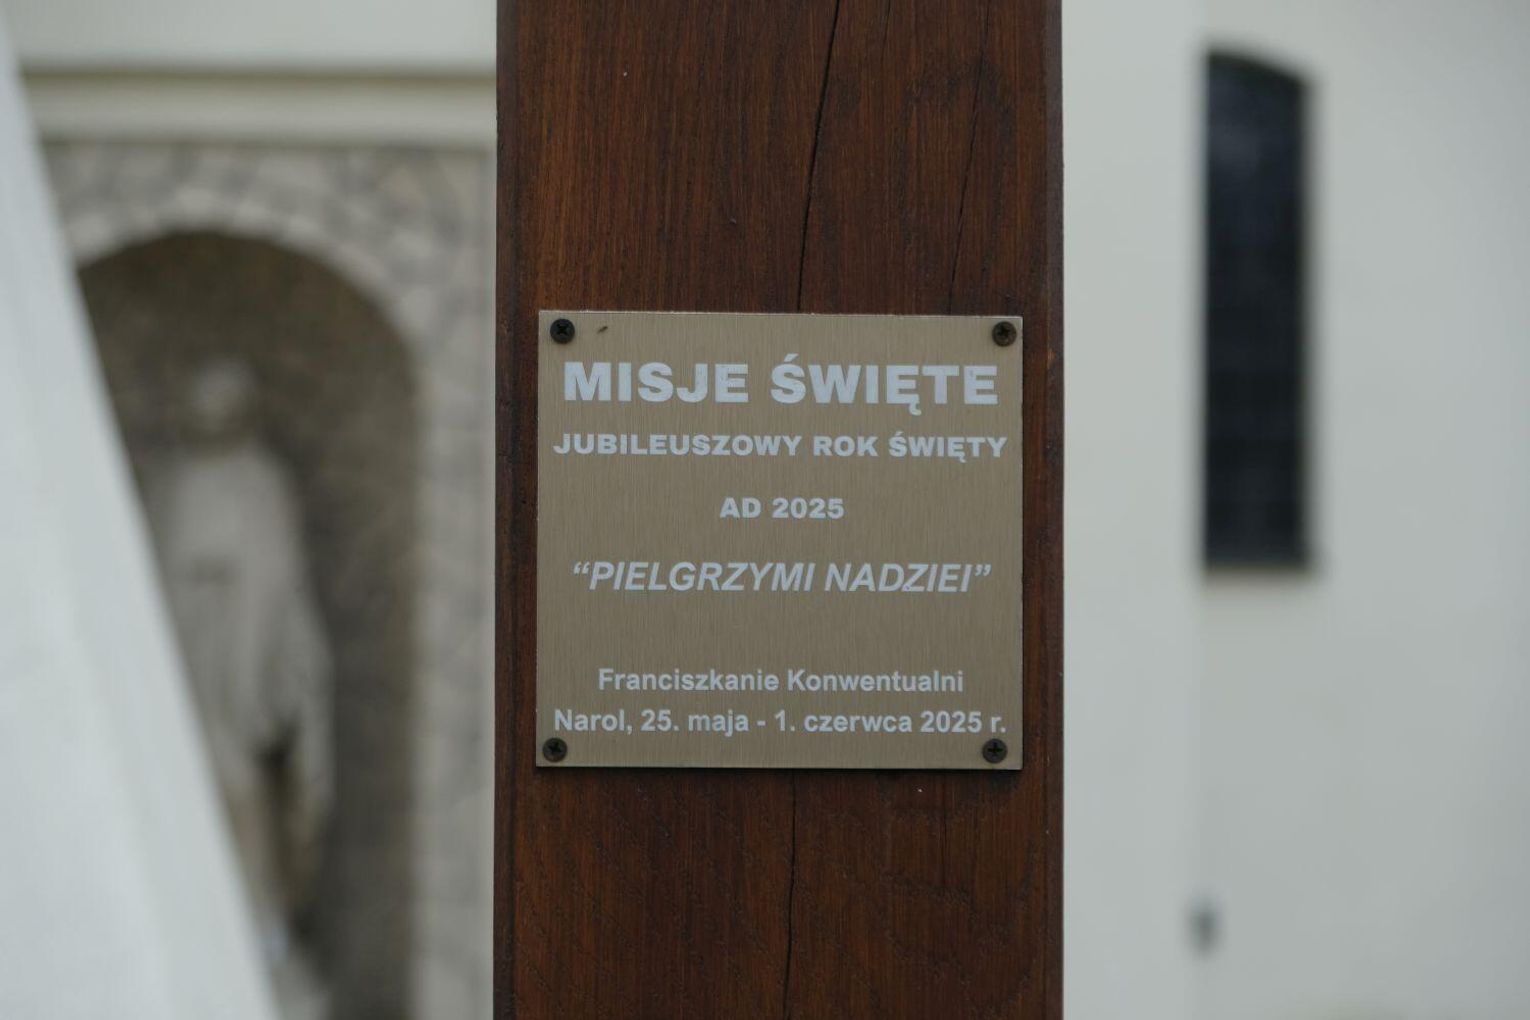 MISJE ŚWIĘTE
JUBILEUSZOWY ROK ŚWIĘTY
AD 2025
“PIELGRZYMI NADZIEI”
Franciszkanie Konwentualni
Narol, 25. maja - 1. czerwca 2025 r.